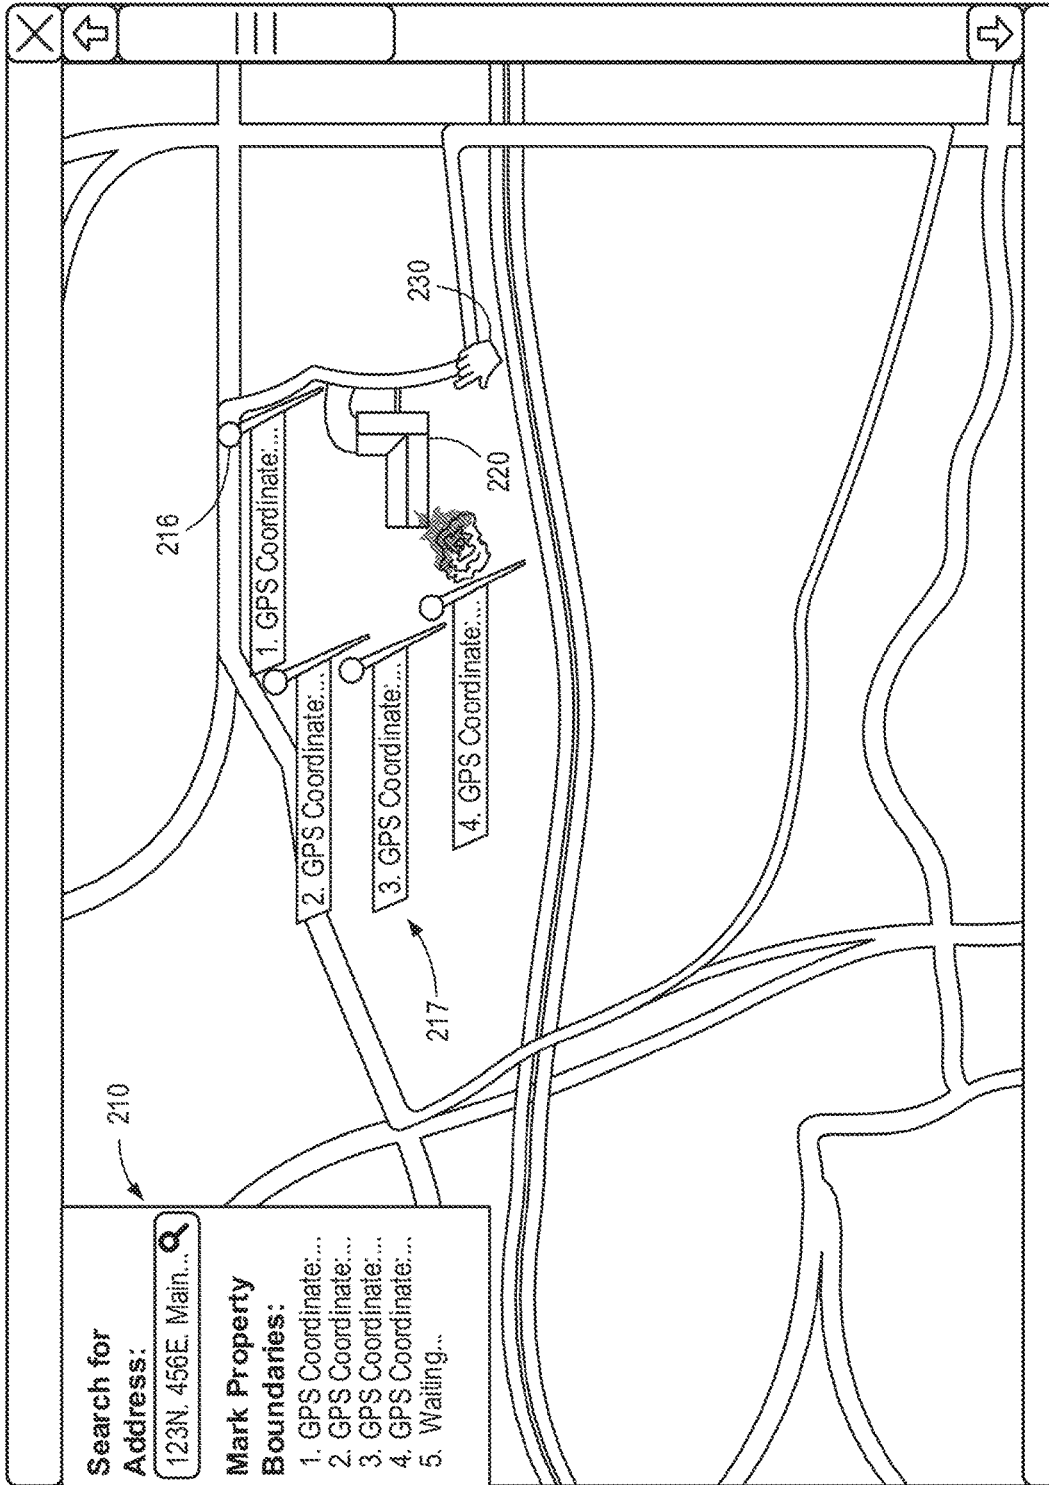 Search for
Address:
123N. 456E. Main...
Mark Property
Boundaries:
1. GPS Coordinate:...
2. GPS Coordinate:...
3. GPS Coordinate:...
4. GPS Coordinate:...
5. Waiting...
210
216
1. GPS Coordinate:...
2. GPS Coordinate:...
3. GPS Coordinate:...
4. GPS Coordinate:...
217
220
230